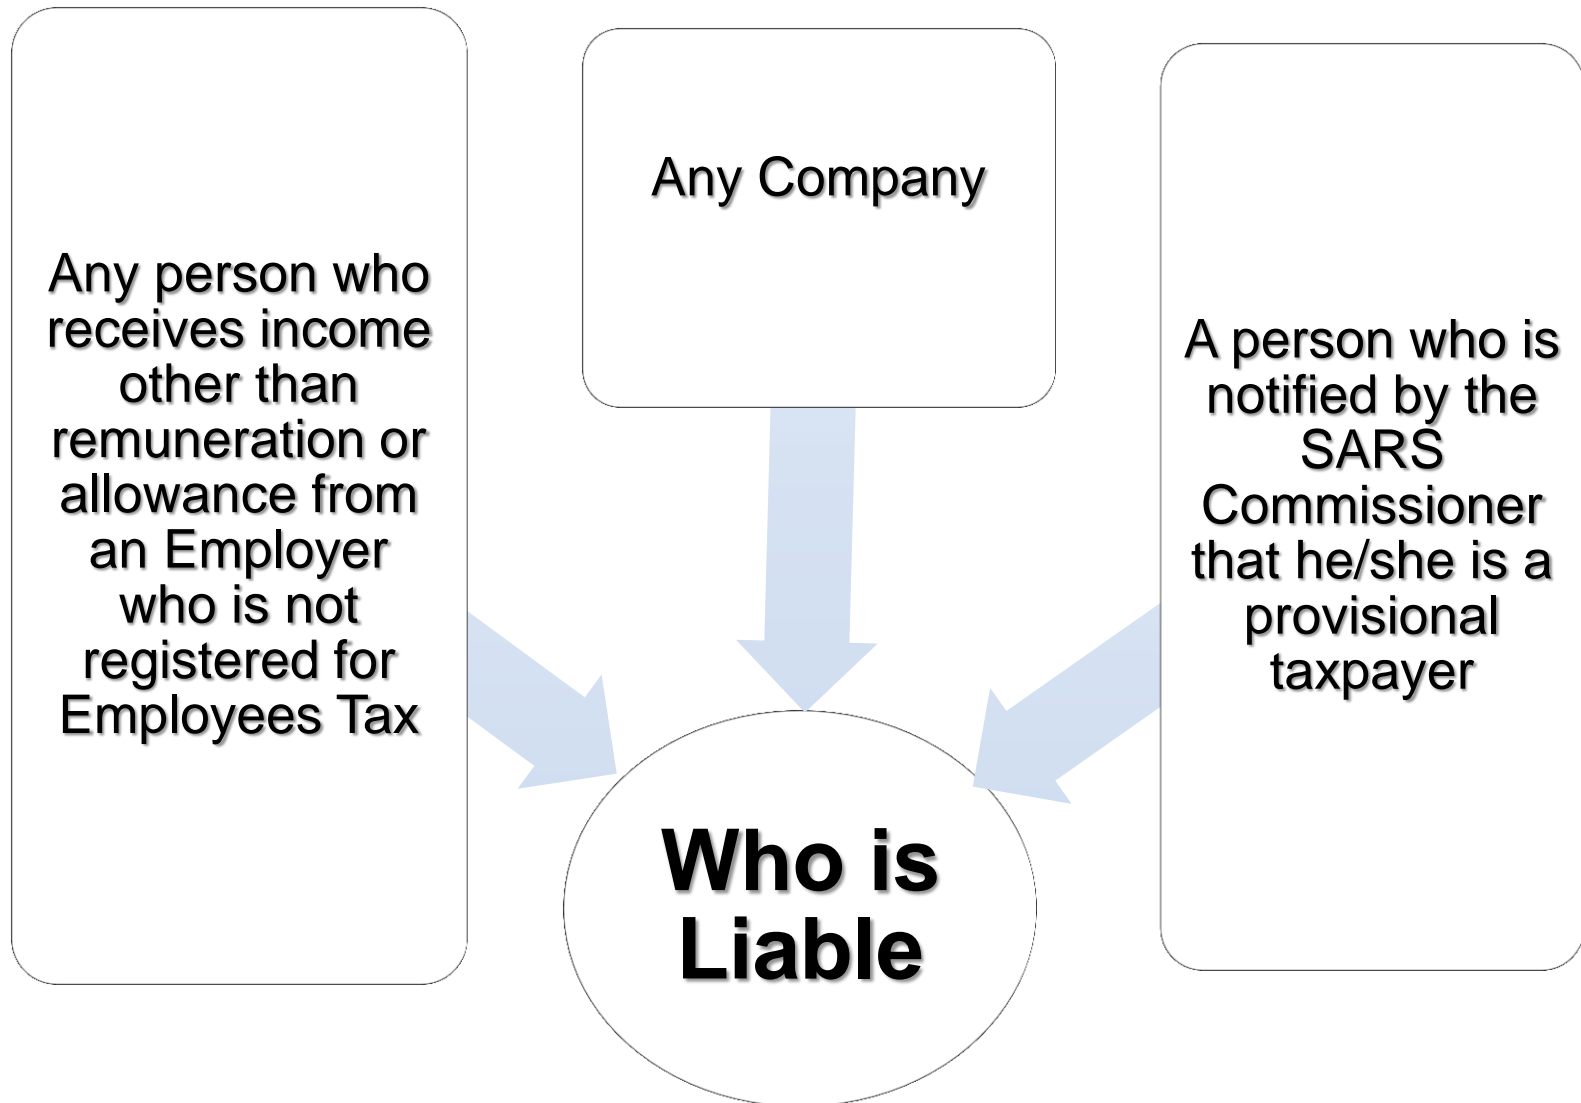 Any person who
receives income
other than
remuneration or
allowance from
an Employer
who is not
registered for
Employees Tax
Any Company
A person who is
notified by the
SARS
Commissioner
that he/she is a
provisional
taxpayer
Who is
Liable